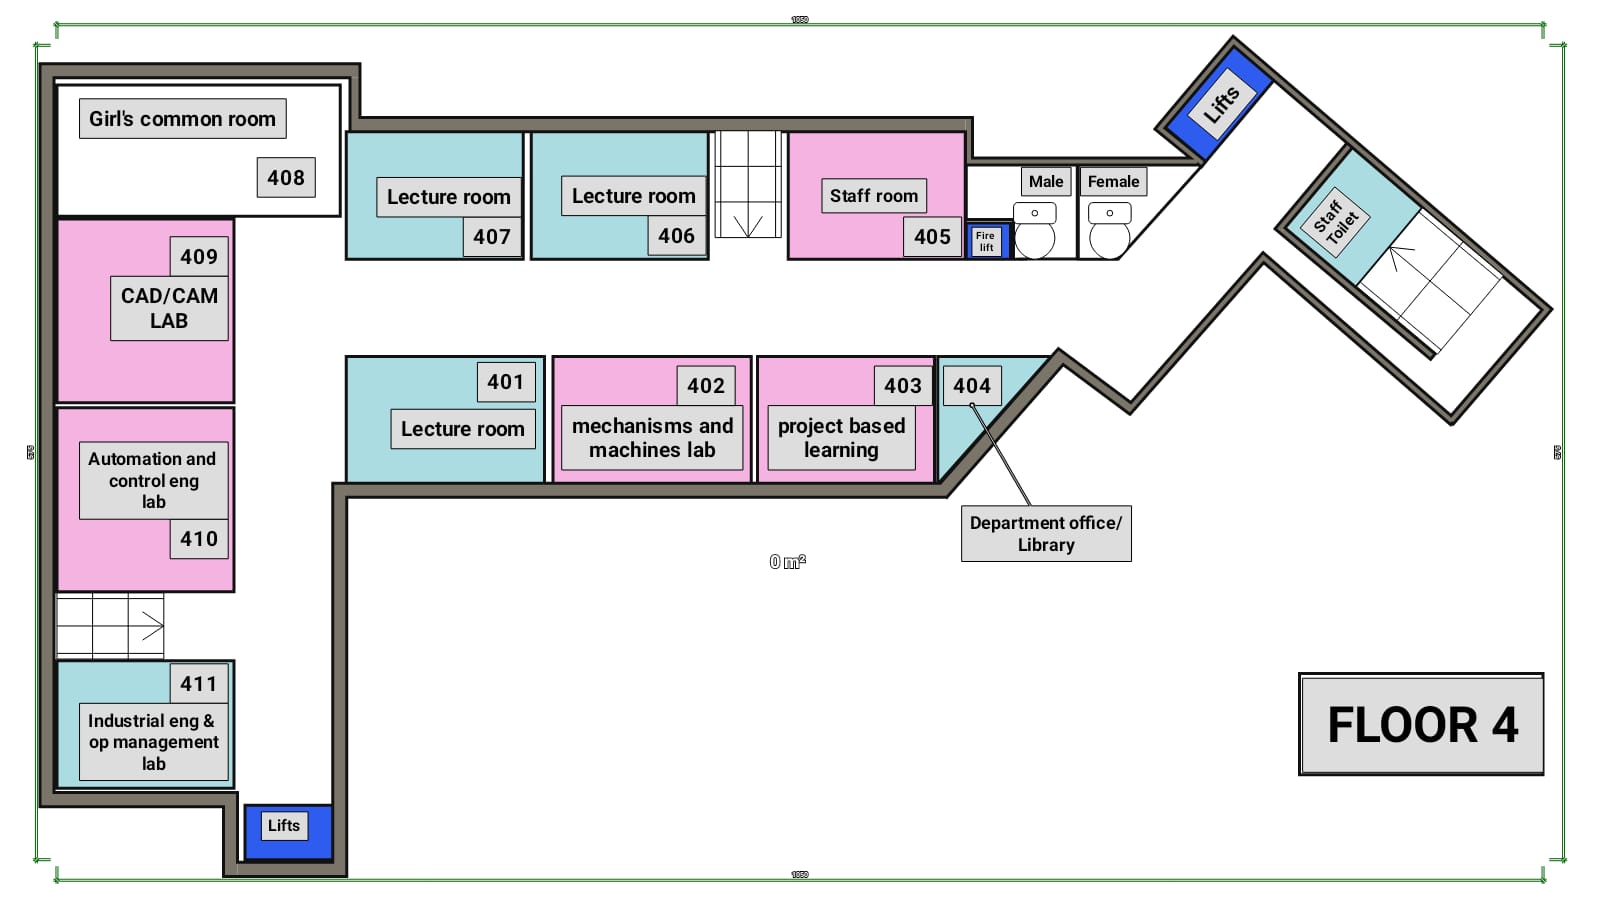 1050
Lifts
Girl's common room
408
Lecture room
407
Lecture room
406
Staff room
405
Male
Female
Fire
lift
Staff
Toilet
409
CAD/CAM
LAB
401
Lecture room
402
mechanisms and
machines lab
403
project based
learning
404
Automation and
control eng
lab
410
Department office/
Library
0 m²
411
Industrial eng &
op management
lab
Lifts
FLOOR 4
1050